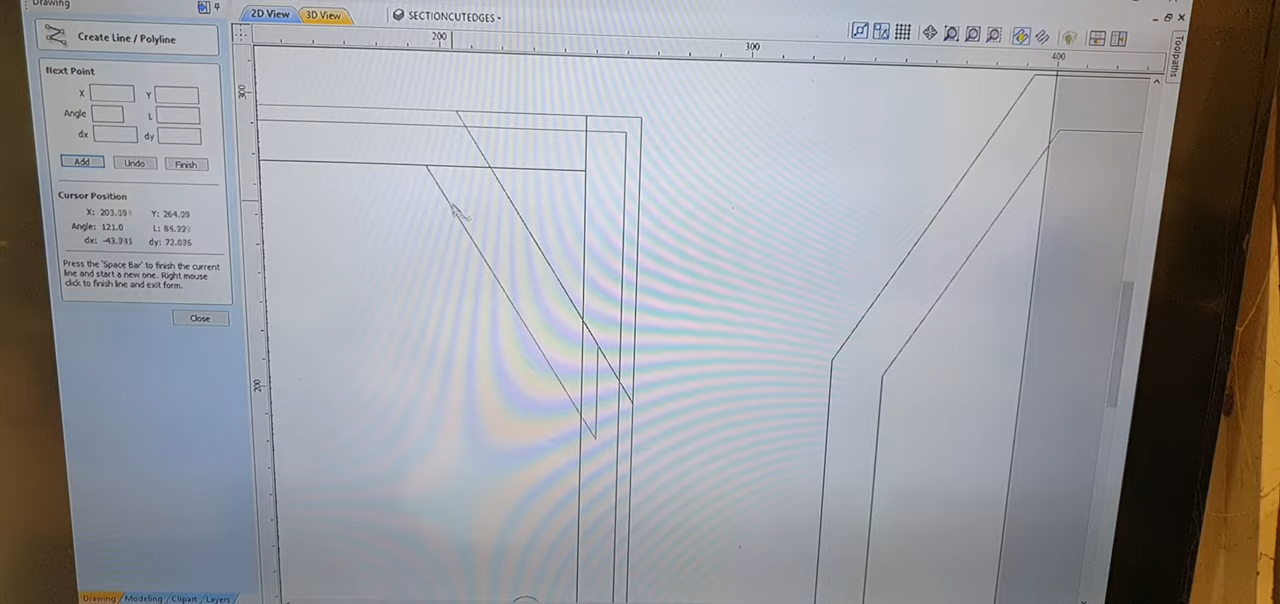 Drawing
2D View
3D View
SECTIONCUTEDGES
Create Line / Polyline
200
300
400
Toolpaths
Next Point
X
Y
Angle
L
dx
dy
Add
Undo
Finish
300
Cursor Position
Y: 264.09
Angle: 121.0
dy: 72.036
Press the 'Space Bar' to finish the current
line and start a new one. Right mouse
click to finish line and exit form.
Close
200
Drawing
Modeling
Clipart
Layers